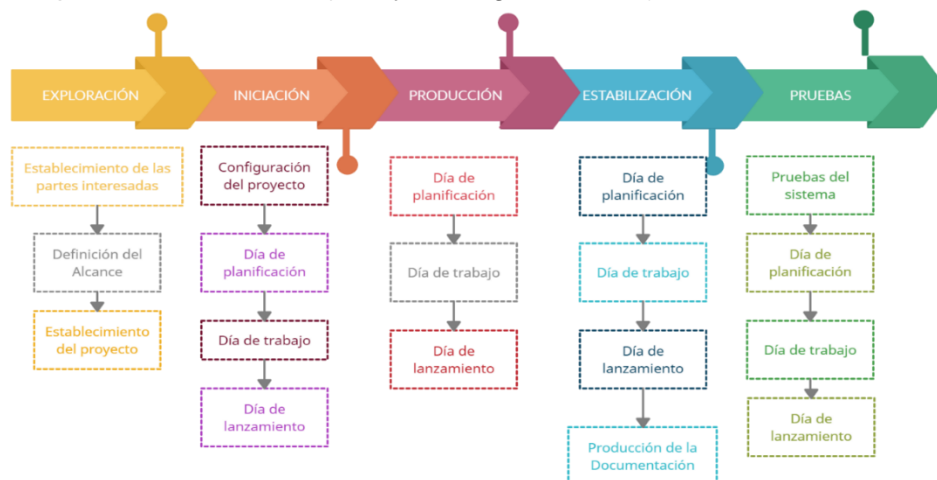 EXPLORACIÓN
INICIACIÓN
PRODUCCIÓN
ESTABILIZACIÓN
PRUEBAS
Establecimiento de las
partes interesadas
Definición del
Alcance
Establecimiento
del proyecto
Configuración
del proyecto
Día de
planificación
Día de trabajo
Día de
lanzamiento
Día de
planificación
Día de trabajo
Día de
lanzamiento
Día de
planificación
Día de trabajo
Día de
lanzamiento
Producción de la
Documentación
Pruebas del
sistema
Día de
planificación
Día de trabajo
Día de
lanzamiento